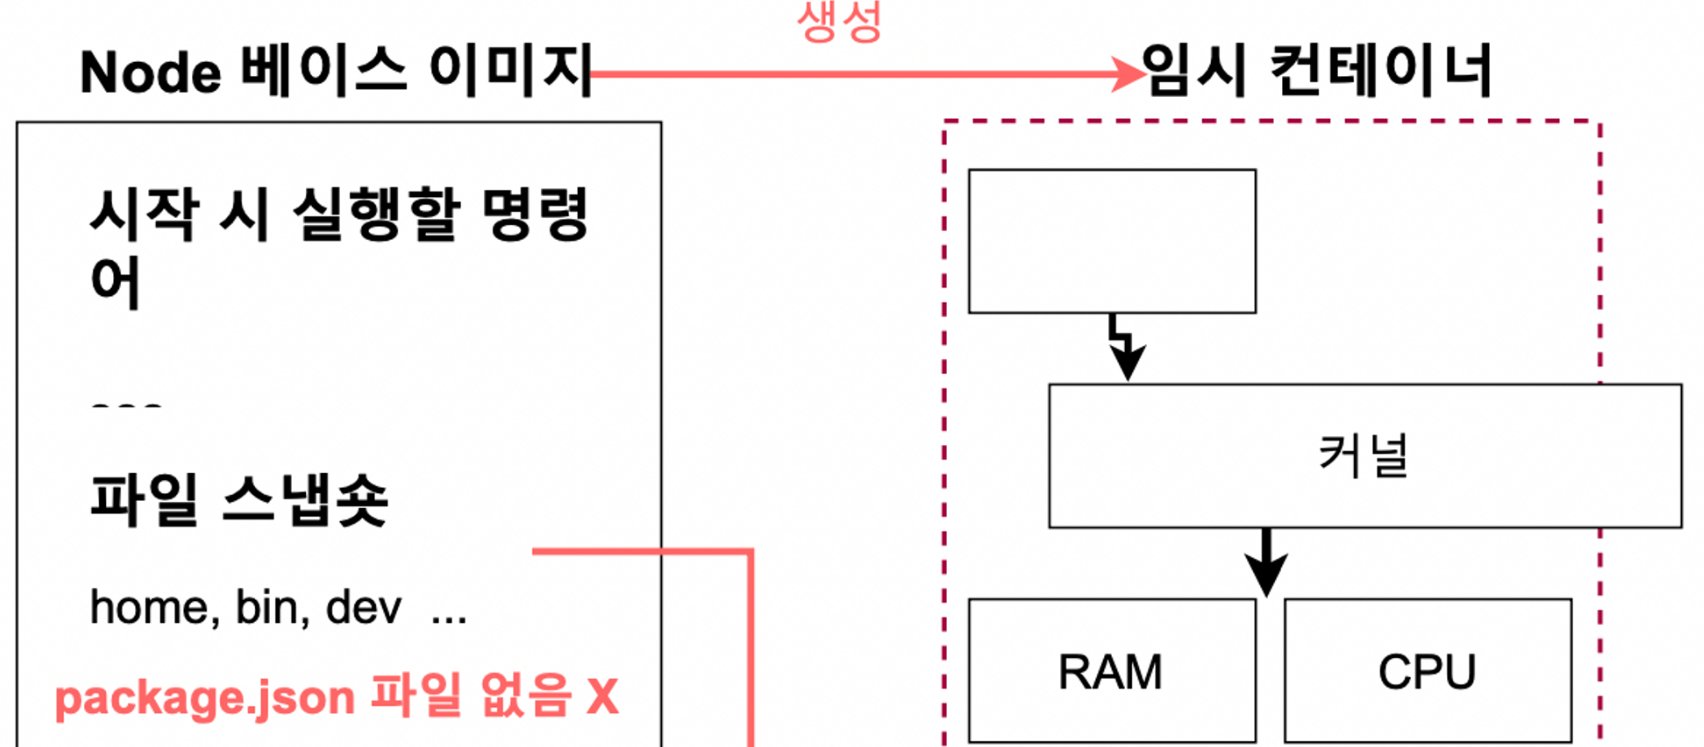 생성
Node 베이스 이미지
임시 컨테이너
시작 시 실행할 명령
어
파일 스냅숏
home, bin, dev ...
package.json 파일 없음 X
커널
RAM
CPU